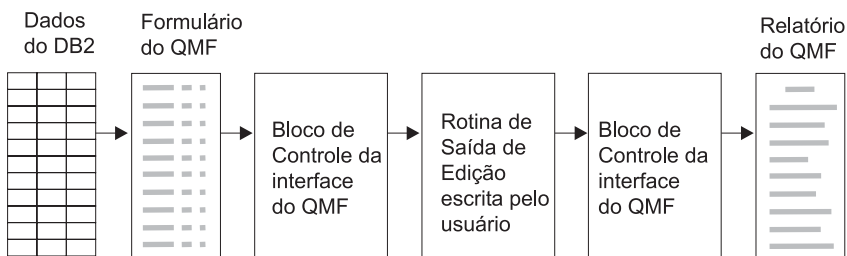 Dados
do DB2
Formulário
do QMF
Relatório
do QMF
Bloco de
Controle da
interface
do QMF
Rotina de
Saída de
Edição
escrita pelo
usuário
Bloco de
Controle da
interface
do QMF